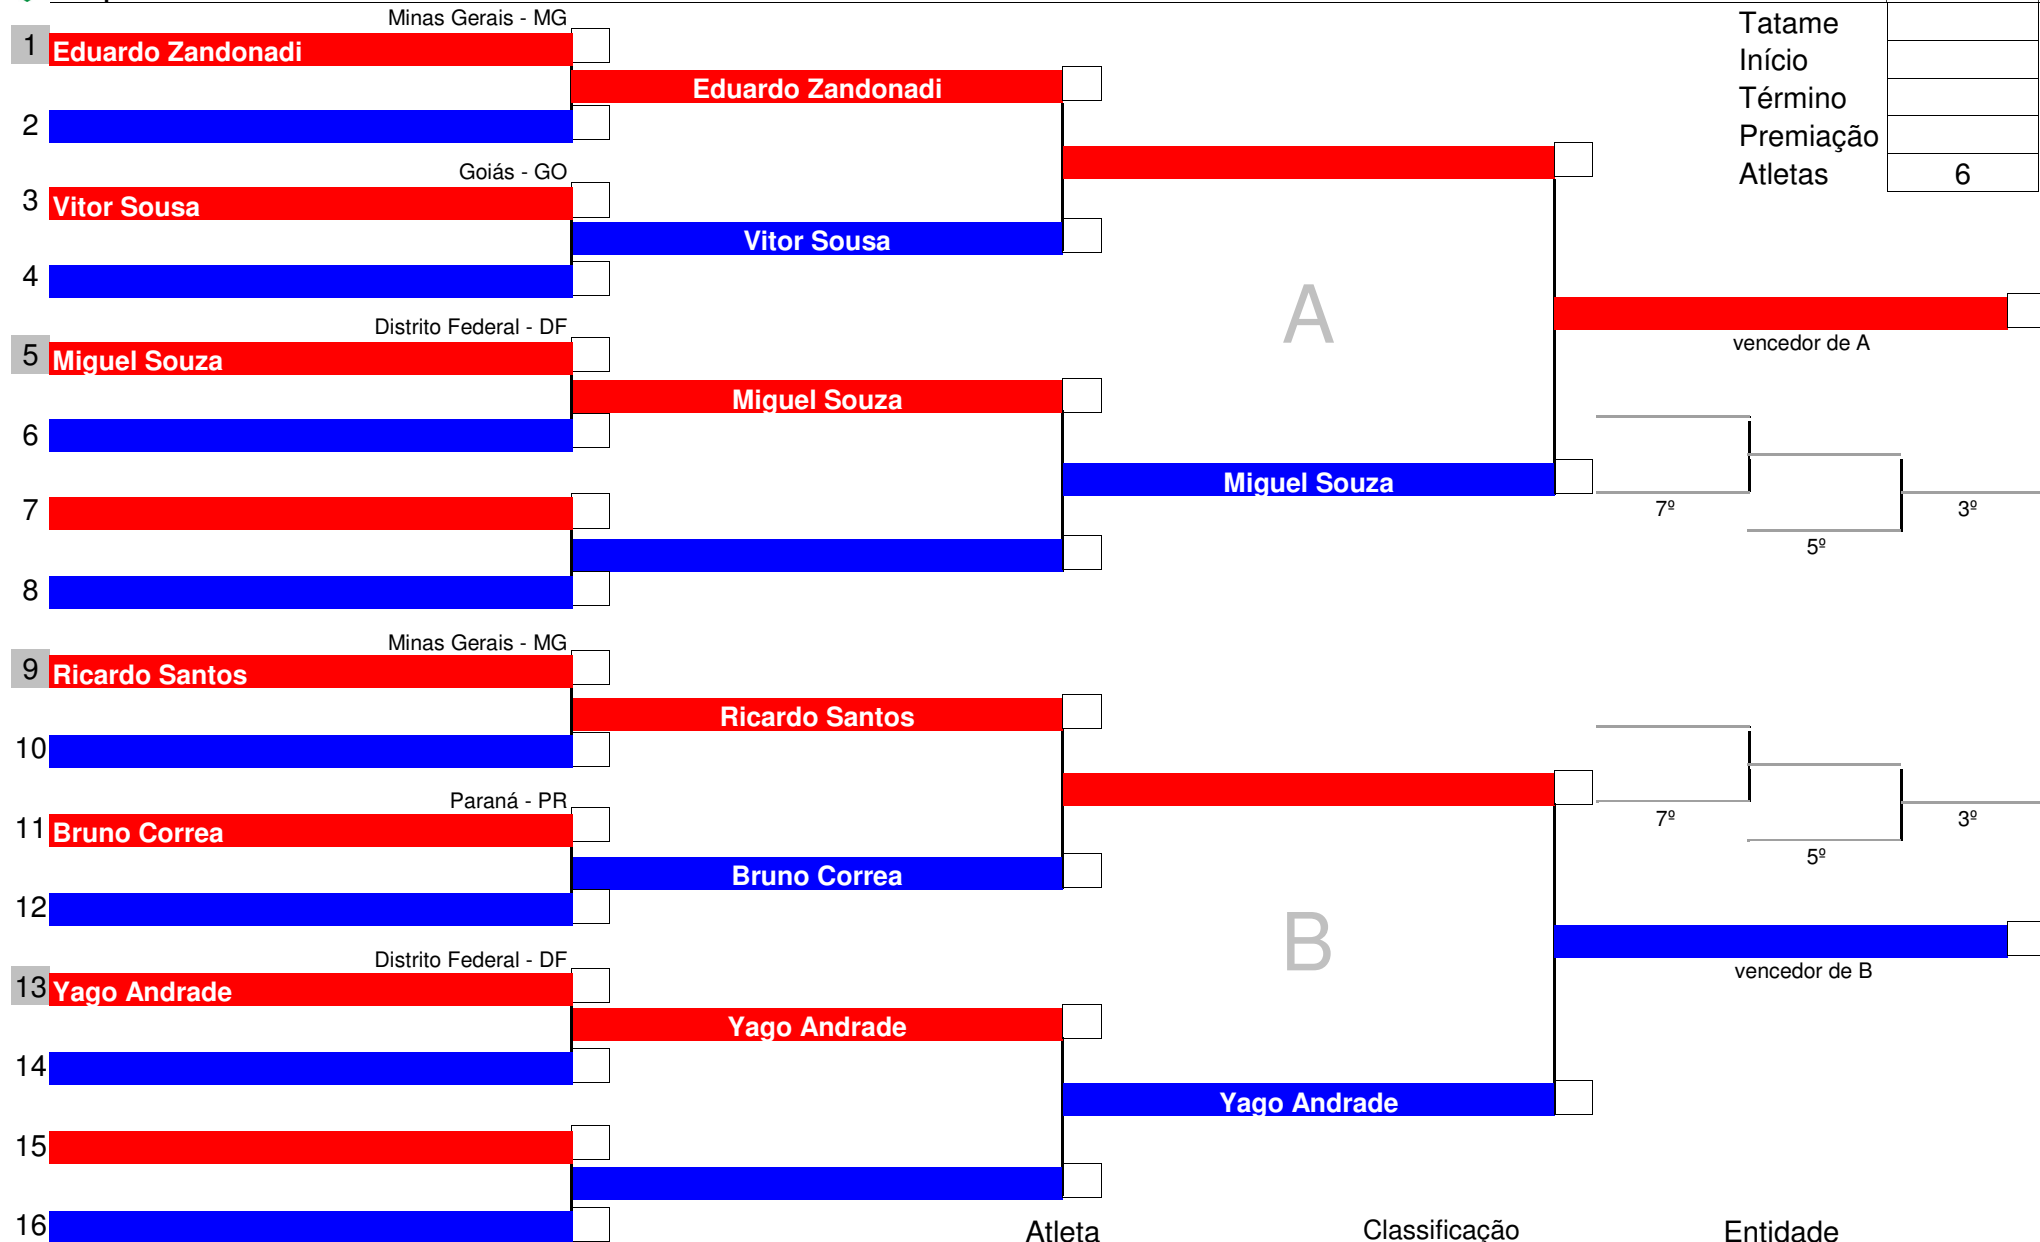 Minas Gerais - MG
Tatame
1 Eduardo Zandonadi
Início
Eduardo Zandonadi
Término
2
Premiação
Goiás - GO
Atletas 6
3 Vitor Sousa
Vitor Sousa
4
A
Distrito Federal - DF
vencedor de A
5 Miguel Souza
Miguel Souza
6
Miguel Souza
7
7º 3º
5º
8
Minas Gerais - MG
9 Ricardo Santos
Ricardo Santos
10
Paraná - PR
7º 3º
11 Bruno Correa
5º
Bruno Correa
12
B
Distrito Federal - DF
vencedor de B
13 Yago Andrade
Yago Andrade
14
Yago Andrade
15
16
Atleta Classificação Entidade